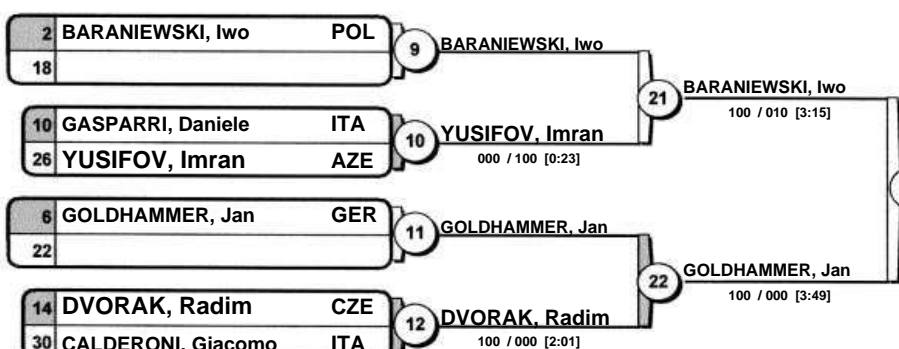 2 BARANIEWSKI, Iwo POL
18
9
BARANIEWSKI, Iwo
10 GASPARRI, Daniele ITA
26 YUSIFOV, Imran AZE
10
YUSIFOV, Imran
000 / 100 [0:23]
21
BARANIEWSKI, Iwo
100 / 010 [3:15]
6 GOLDHAMMER, Jan GER
22
11
GOLDHAMMER, Jan
14 DVORAK, Radim CZE
30 CALDERONI, Giacomo ITA
12
DVORAK, Radim
100 / 000 [2:01]
22
GOLDHAMMER, Jan
100 / 000 [3:49]